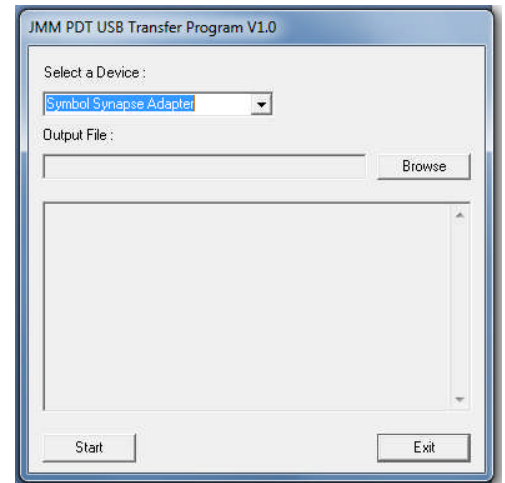 JMM PDT USB Transfer Program V1.0
Select a Device :
Symbol Synapse Adapter
Output File :
Browse
Start
Exit